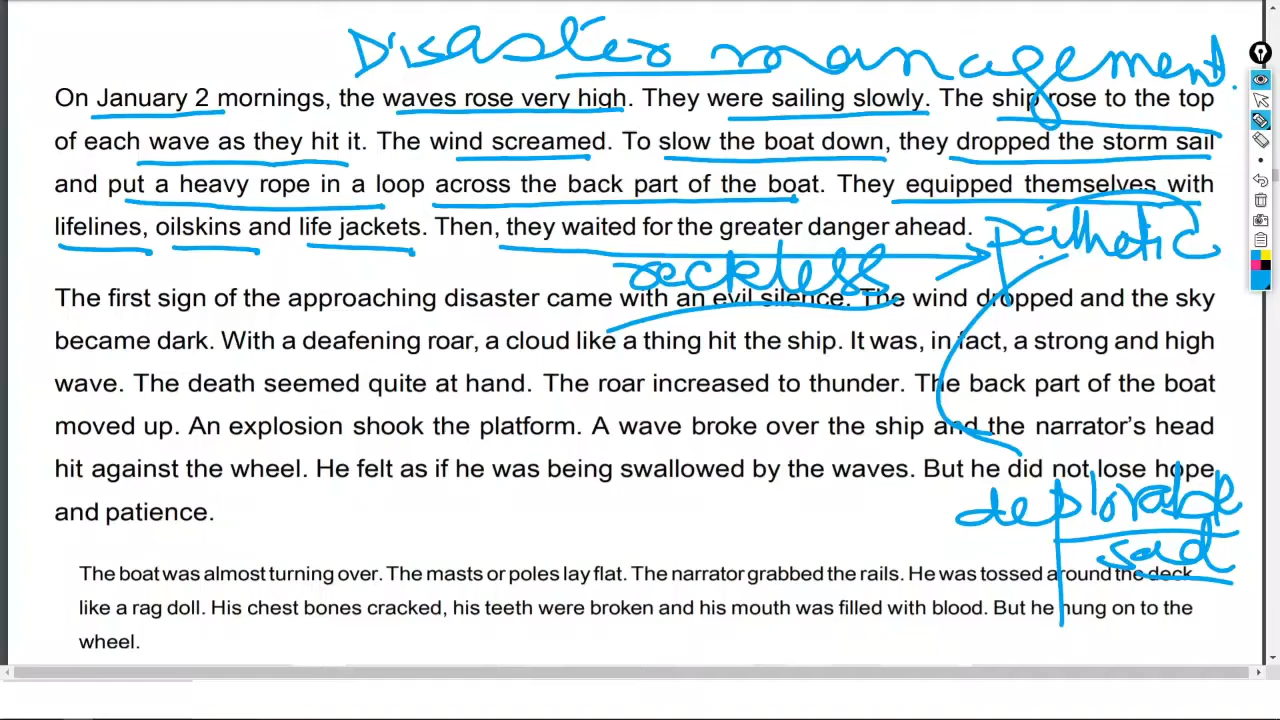 Disaster management.
On January 2 mornings, the waves rose very high. They were sailing slowly. The ship rose to the top
of each wave as they hit it. The wind screamed. To slow the boat down, they dropped the storm sail
and put a heavy rope in a loop across the back part of the boat. They equipped themselves with
lifelines, oilskins and life jackets. Then, they waited for the greater danger ahead.
pathetic
reckless
The first sign of the approaching disaster came with an evil silence. The wind dropped and the sky
became dark. With a deafening roar, a cloud like a thing hit the ship. It was, in fact, a strong and high
wave. The death seemed quite at hand. The roar increased to thunder. The back part of the boat
moved up. An explosion shook the platform. A wave broke over the ship and the narrator's head
hit against the wheel. He felt as if he was being swallowed by the waves. But he did not lose hope
and patience.
deplorable
sad
The boat was almost turning over. The masts or poles lay flat. The narrator grabbed the rails. He was tossed around the deck
like a rag doll. His chest bones cracked, his teeth were broken and his mouth was filled with blood. But he hung on to the
wheel.